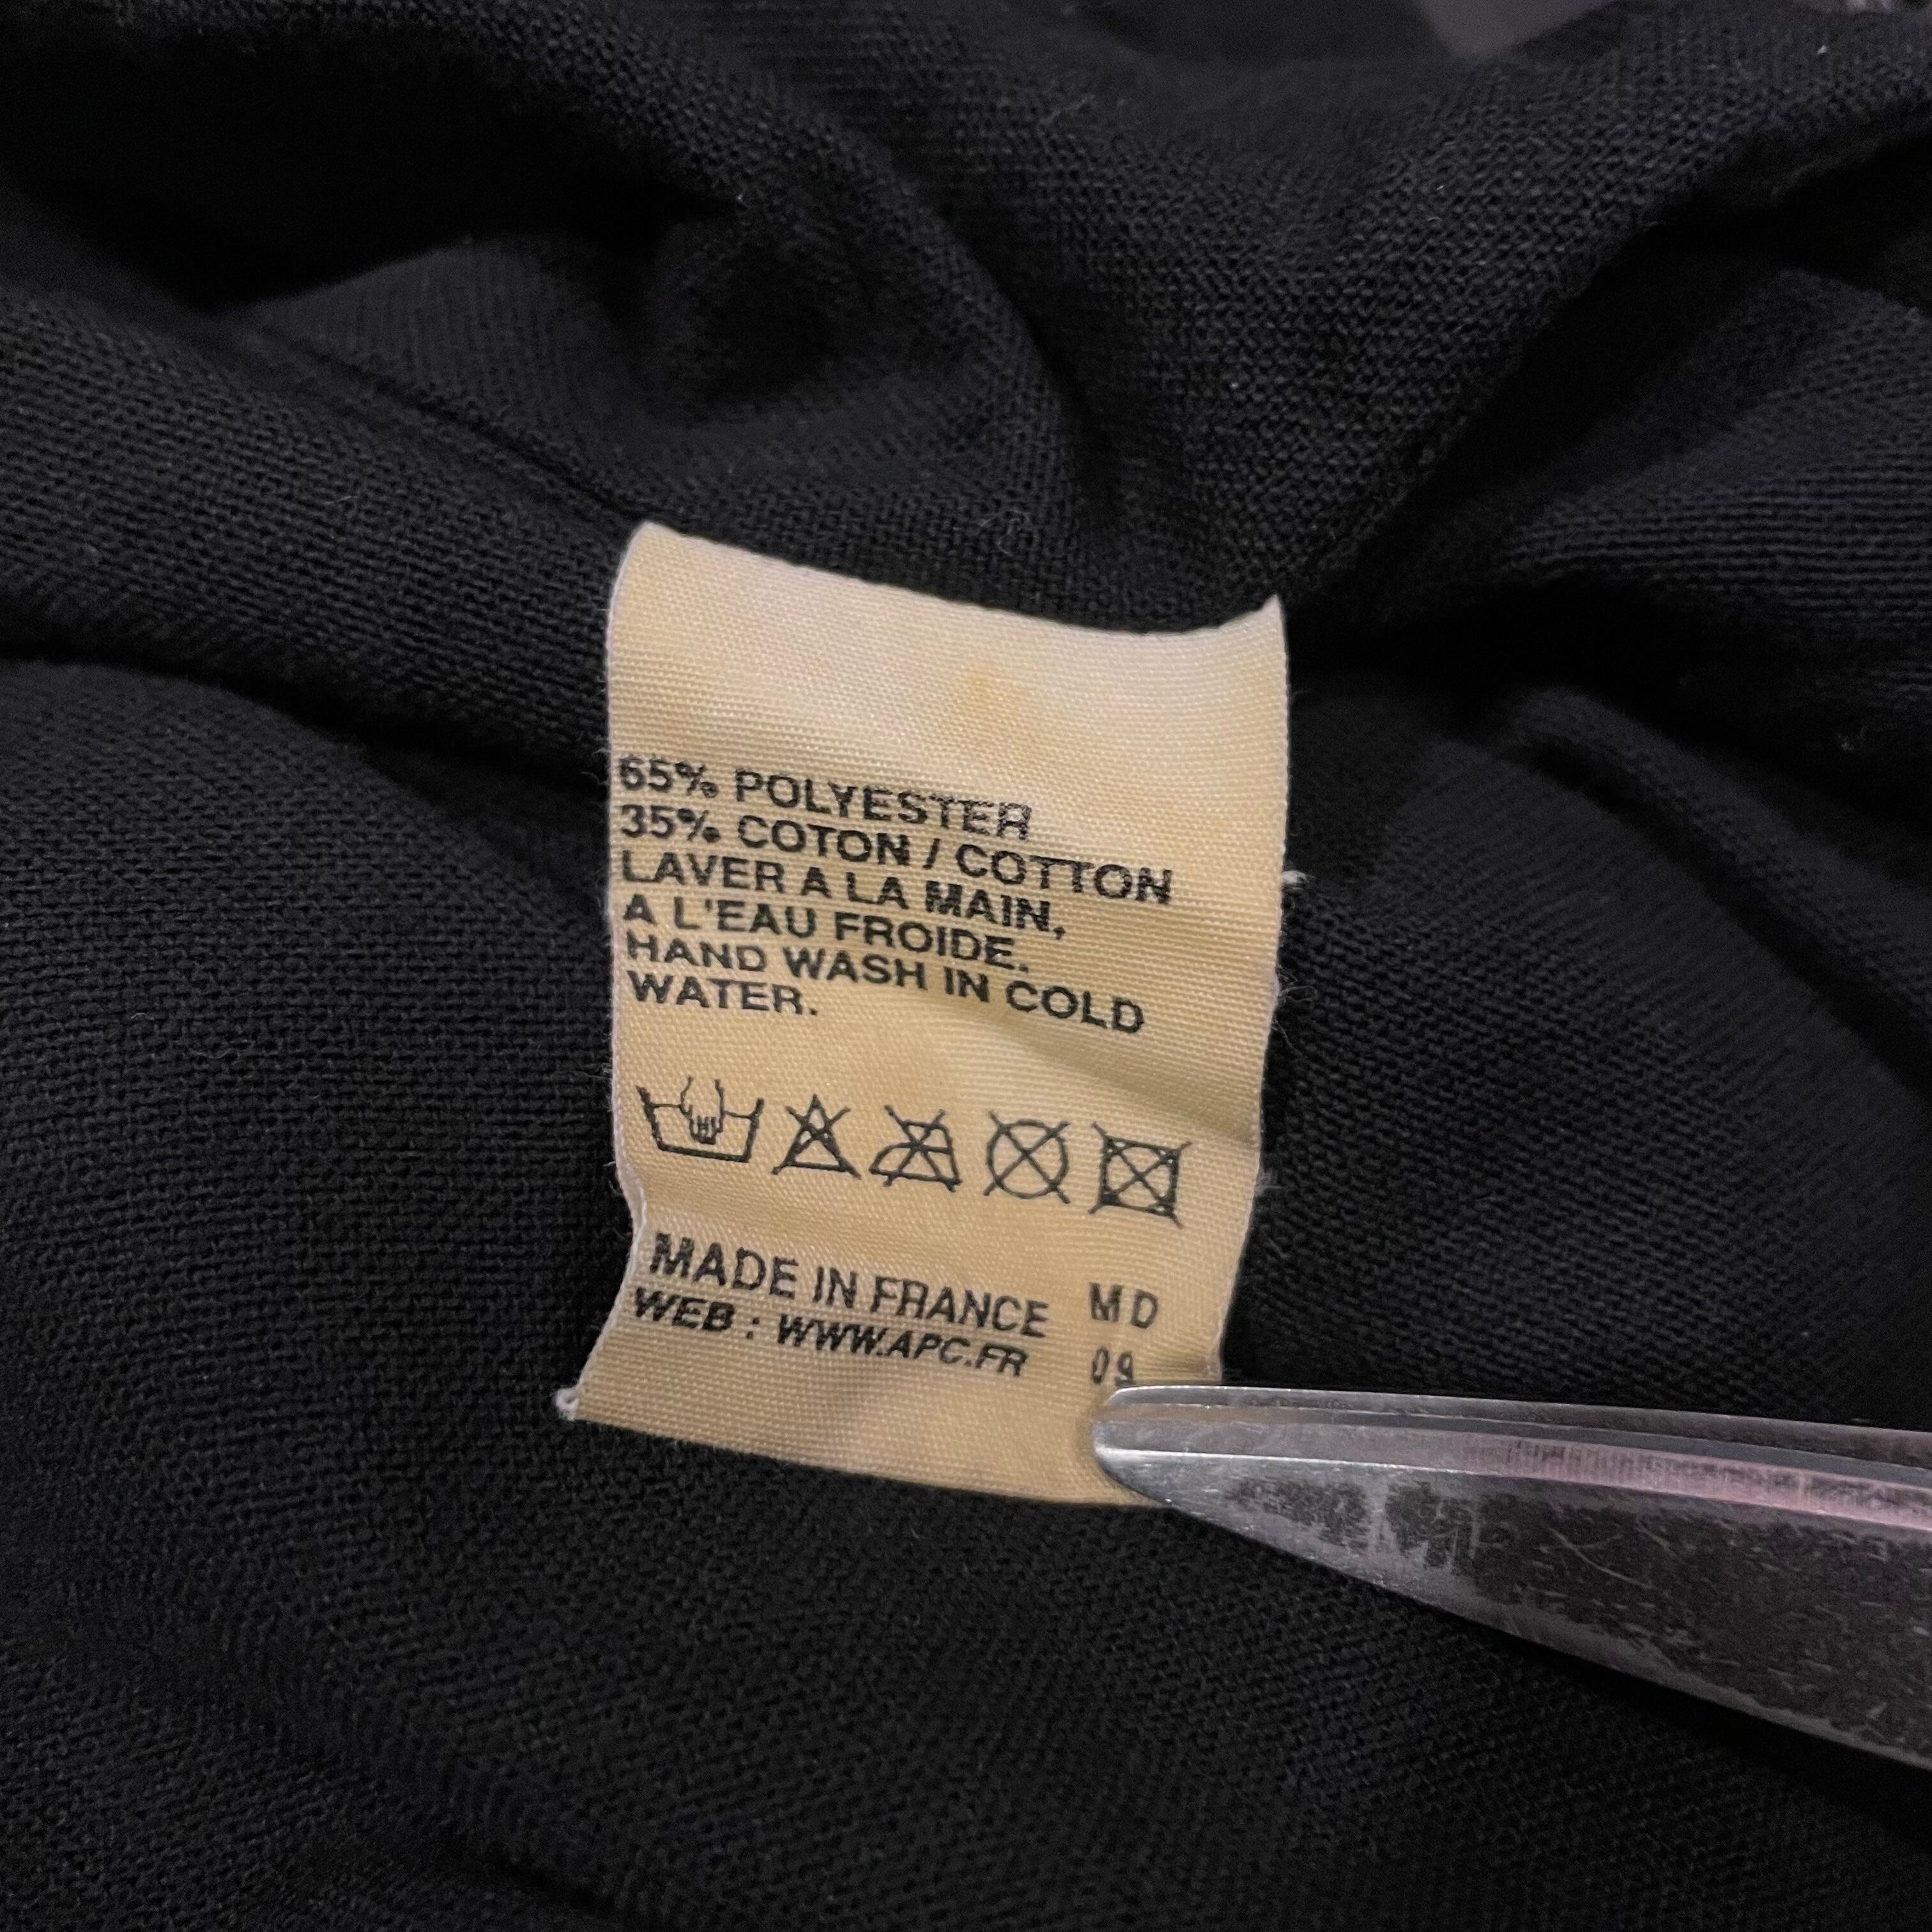 65% POLYESTER
35% COTON / COTTON
LAVER A LA MAIN,
A L'EAU FROIDE.
HAND WASH IN COLD
WATER.
MADE IN FRANCE MD
WEB : WWW.APC.FR 09